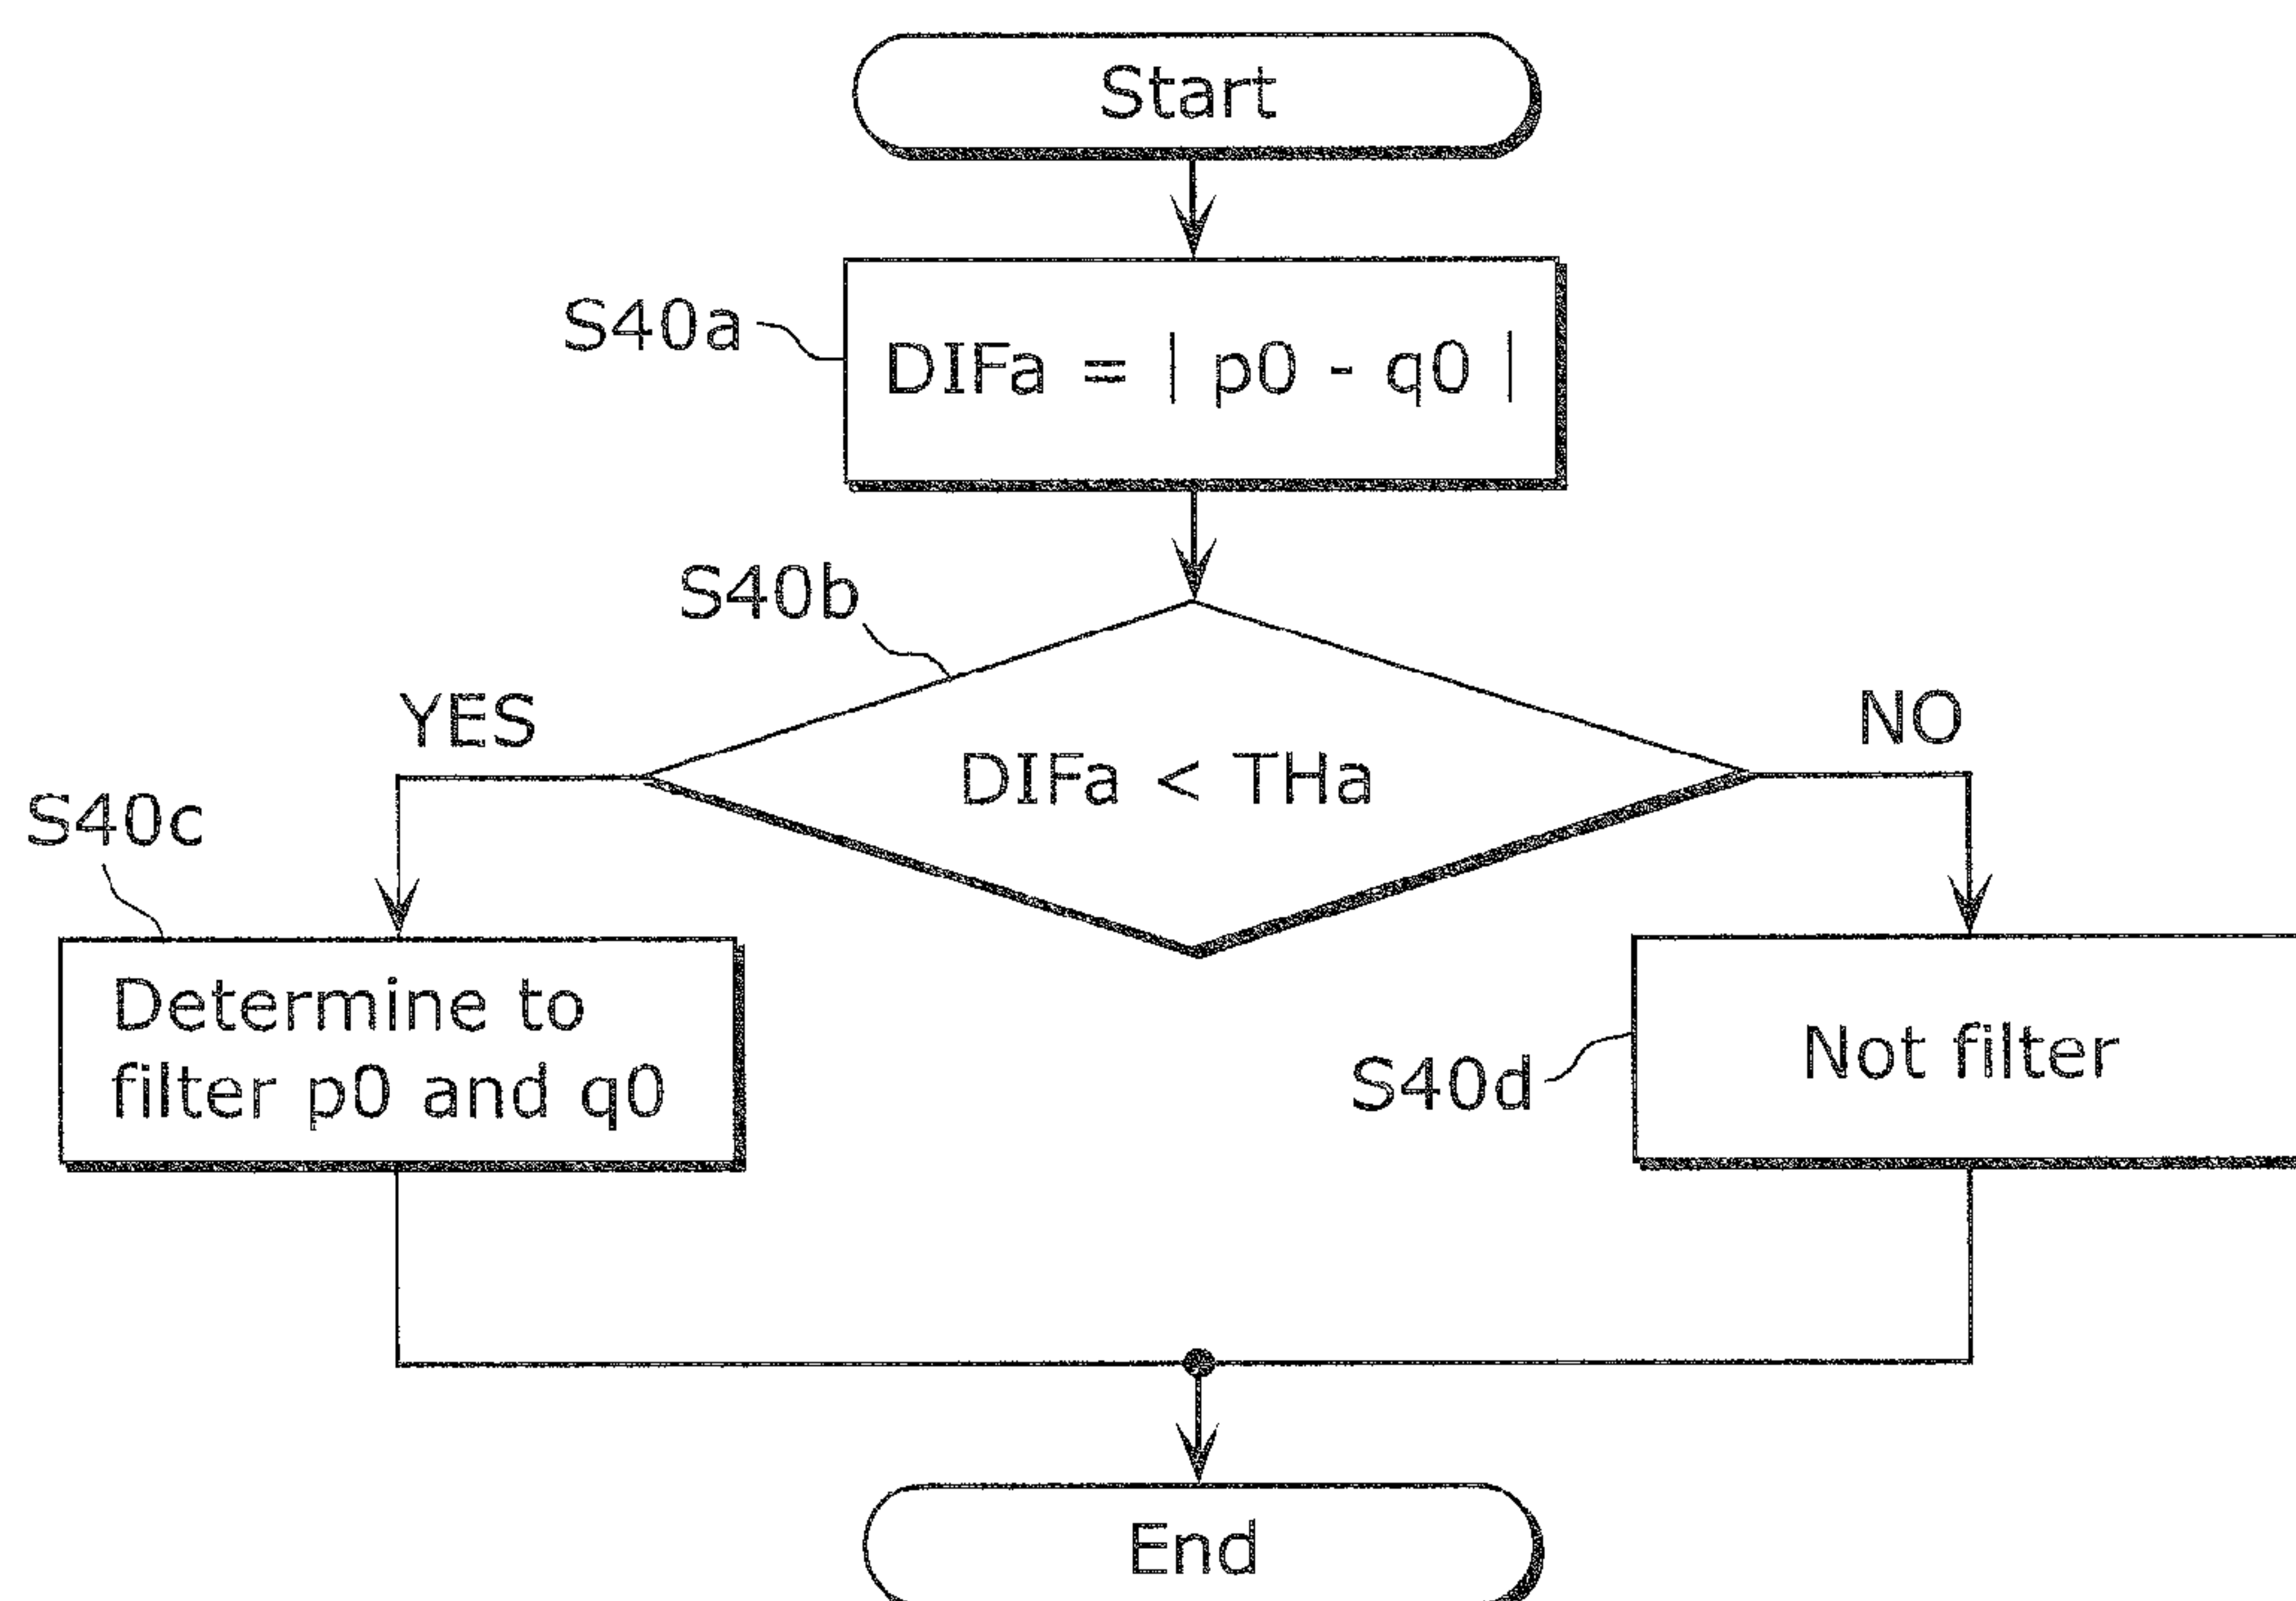 Start
S40a
DIFa = | p0 - q0 |
S40b
YES
DIFa < THa
NO
S40c
Determine to
filter p0 and q0
S40d
Not filter
End